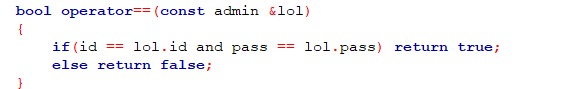 bool operator==(const admin &lol)
{
    if(id == lol.id and pass == lol.pass) return true;
    else return false;
}